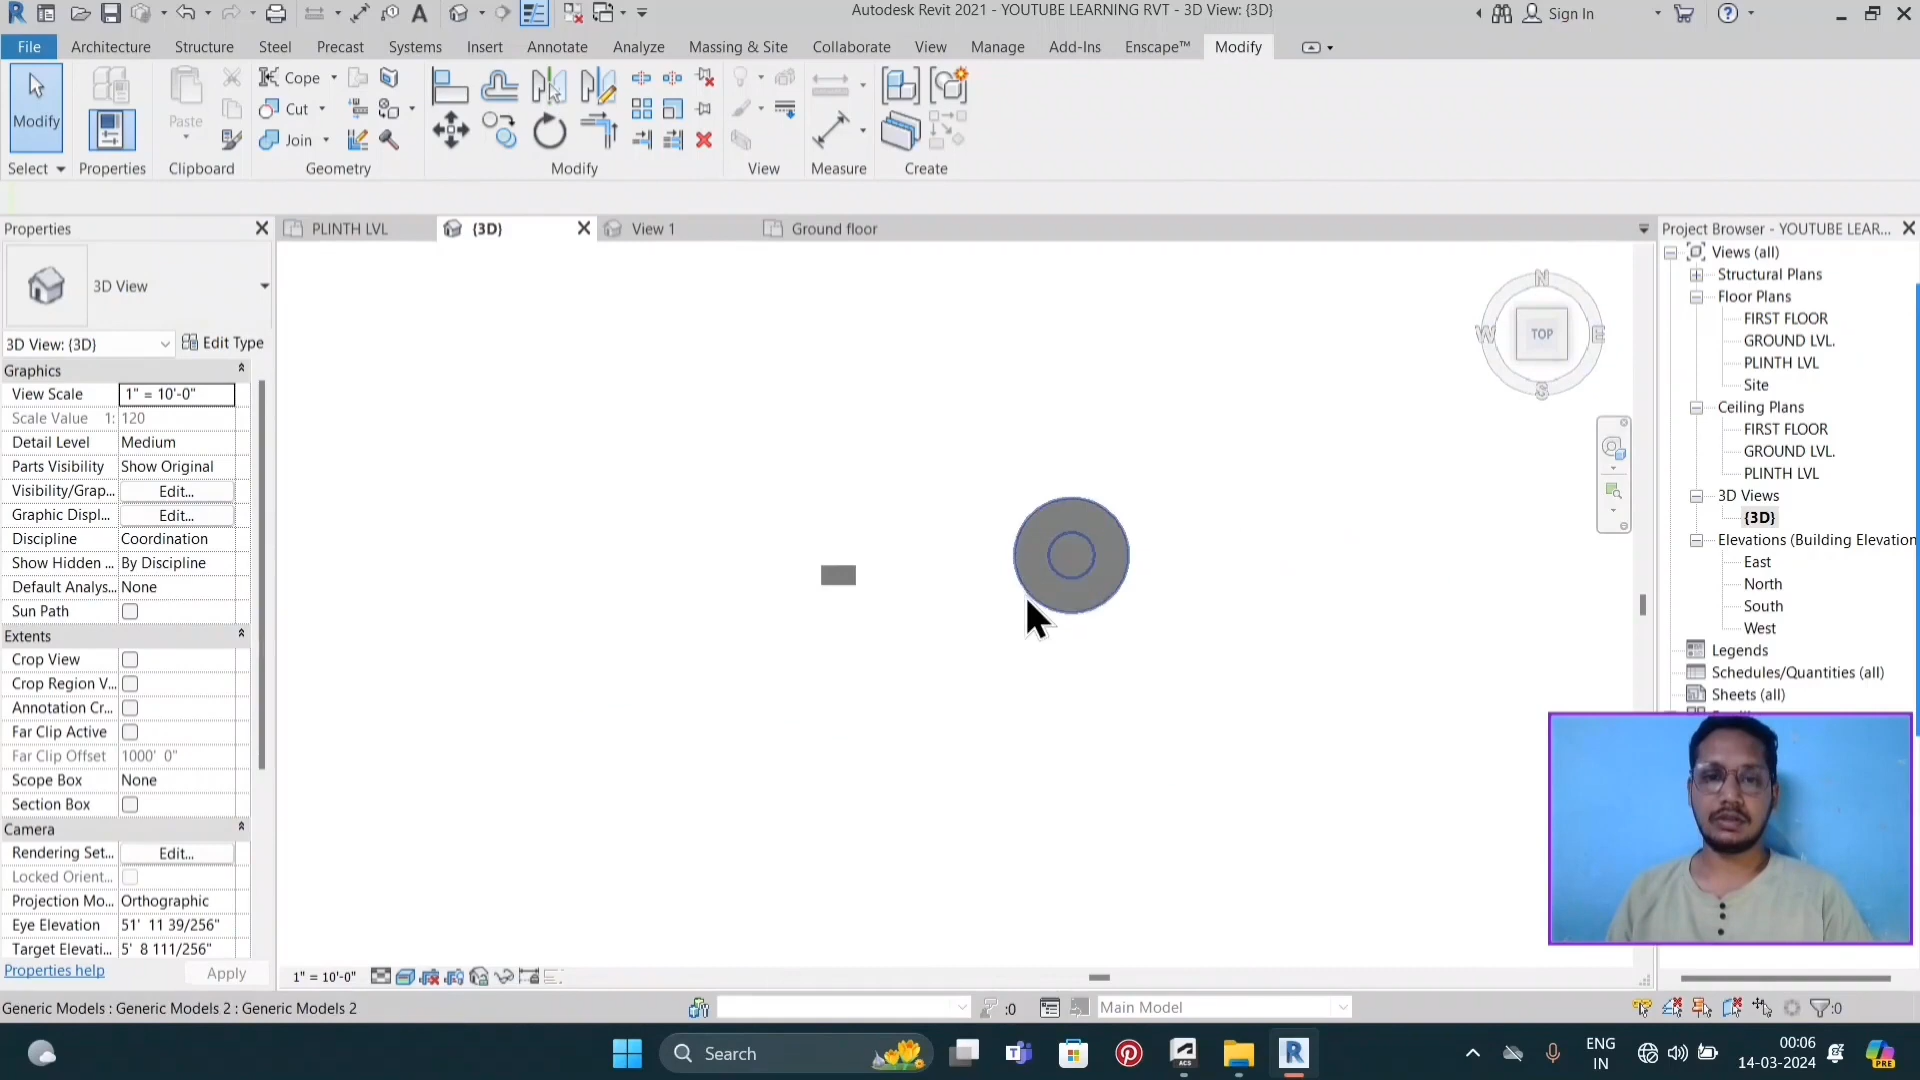 Autodesk Revit 2021 - YOUTUBE LEARNING RVT - 3D View: {3D}
Sign In
File Architecture Structure Steel Precast Systems Insert Annotate Analyze Massing & Site Collaborate View Manage Add-Ins Enscape™ Modify
Modify
Paste
Cope
Cut
Join
Select Properties Clipboard Geometry Modify View Measure Create
Properties
PLINTH LVL
{3D}
View 1
Ground floor
Project Browser - YOUTUBE LEAR...
3D View
3D View: {3D}
Edit Type
Graphics
View Scale 1" = 10'-0"
Scale Value 1: 120
Detail Level Medium
Parts Visibility Show Original
Visibility/Grap... Edit...
Graphic Displ... Edit...
Discipline Coordination
Show Hidden ... By Discipline
Default Analys... None
Sun Path
Extents
Crop View
Crop Region V...
Annotation Cr...
Far Clip Active
Far Clip Offset 1000' 0"
Scope Box None
Section Box
Camera
Rendering Set... Edit...
Locked Orient...
Projection Mo... Orthographic
Eye Elevation 51' 11 39/256"
Target Elevati... 5' 8 111/256"
Properties help
Apply
N
W
TOP
E
S
Views (all)
Structural Plans
Floor Plans
FIRST FLOOR
GROUND LVL.
PLINTH LVL
Site
Ceiling Plans
FIRST FLOOR
GROUND LVL.
PLINTH LVL
3D Views
{3D}
Elevations (Building Elevation
East
North
South
West
Legends
Schedules/Quantities (all)
Sheets (all)
1" = 10'-0"
Generic Models : Generic Models 2 : Generic Models 2
:0
Main Model
:0
Search
ENG
IN
00:06
14-03-2024
PRE